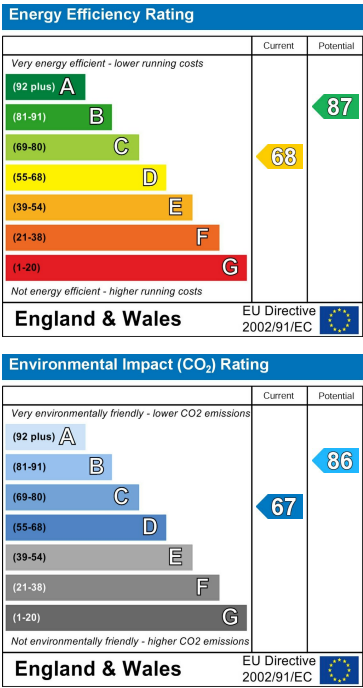 Energy Efficiency Rating
Current Potential
Very energy efficient - lower running costs
(92 plus) A
(81-91) B
(69-80) C
(55-68) D
(39-54) E
(21-38) F
(1-20) G
68
87
Not energy efficient - higher running costs
England & Wales
EU Directive
2002/91/EC
Environmental Impact (CO₂) Rating
Current Potential
Very environmentally friendly - lower CO2 emissions
(92 plus) A
(81-91) B
(69-80) C
(55-68) D
(39-54) E
(21-38) F
(1-20) G
67
86
Not environmentally friendly - higher CO2 emissions
England & Wales
EU Directive
2002/91/EC